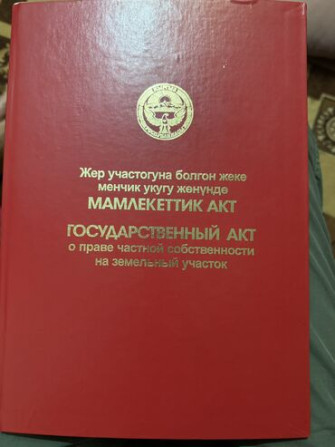 Жер участогуна болгон жеке
менчик укугу жөнүндө
МАМЛЕКЕТТИК АКТ
ГОСУДАРСТВЕННЫЙ АКТ
о праве частной собственности
на земельный участок